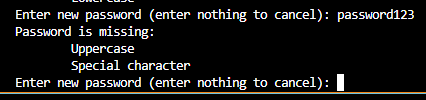 Lowercase
Enter new password (enter nothing to cancel): password123
Password is missing:
Uppercase
Special character
Enter new password (enter nothing to cancel):